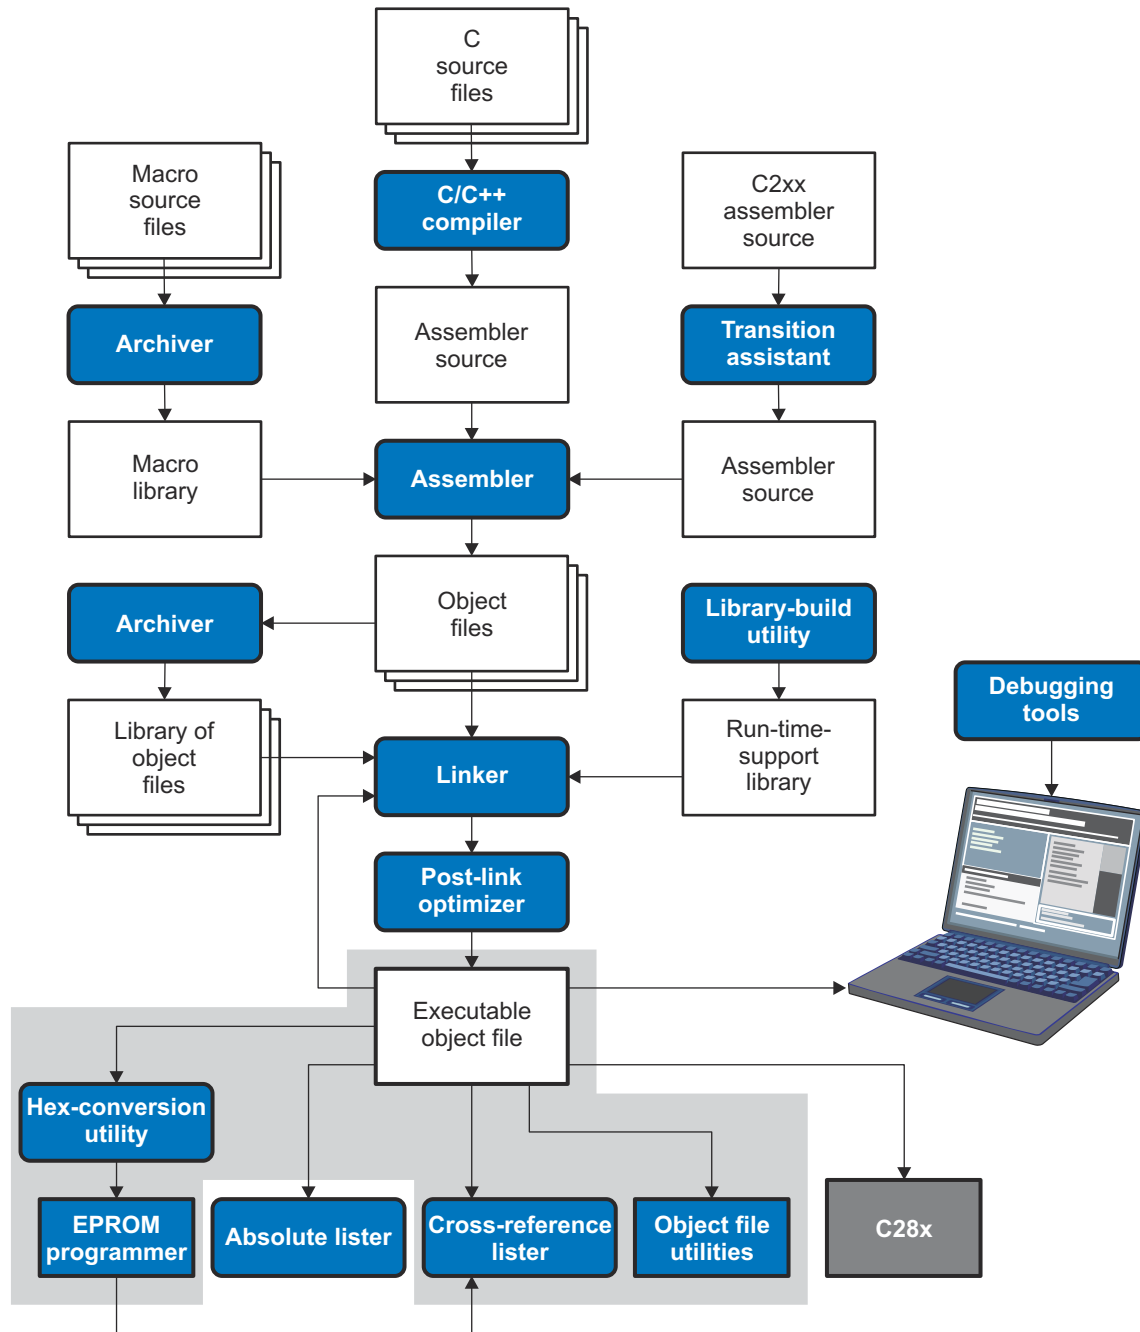 C
source
files
Macro
source
files
C/C++
compiler
C2xx
assembler
source
Archiver
Assembler
source
Transition
assistant
Macro
library
Assembler
Assembler
source
Archiver
Object
files
Library-build
utility
Debugging
tools
Library of
object
files
Linker
Run-time-
support
library
Post-link
optimizer
Executable
object file
Hex-conversion
utility
EPROM
programmer
Absolute lister
Cross-reference
lister
Object file
utilities
C28x